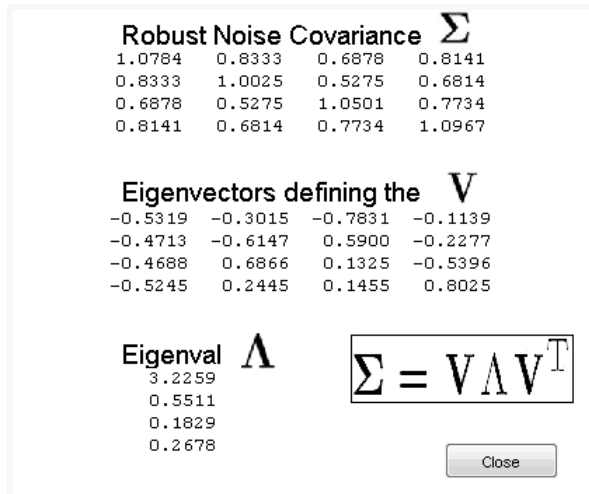 Robust Noise Covariance Σ
1.0784 0.8333 0.6878 0.8141
0.8333 1.0025 0.5275 0.6814
0.6878 0.5275 1.0501 0.7734
0.8141 0.6814 0.7734 1.0967
Eigenvectors defining the V
-0.5319 -0.3015 -0.7831 -0.1139
-0.4713 -0.6147 0.5900 -0.2277
-0.4688 0.6866 0.1325 -0.5396
-0.5245 0.2445 0.1455 0.8025
Eigenval Λ
3.2259
0.5511
0.1829
0.2678
Σ = VΛVᵀ
Close